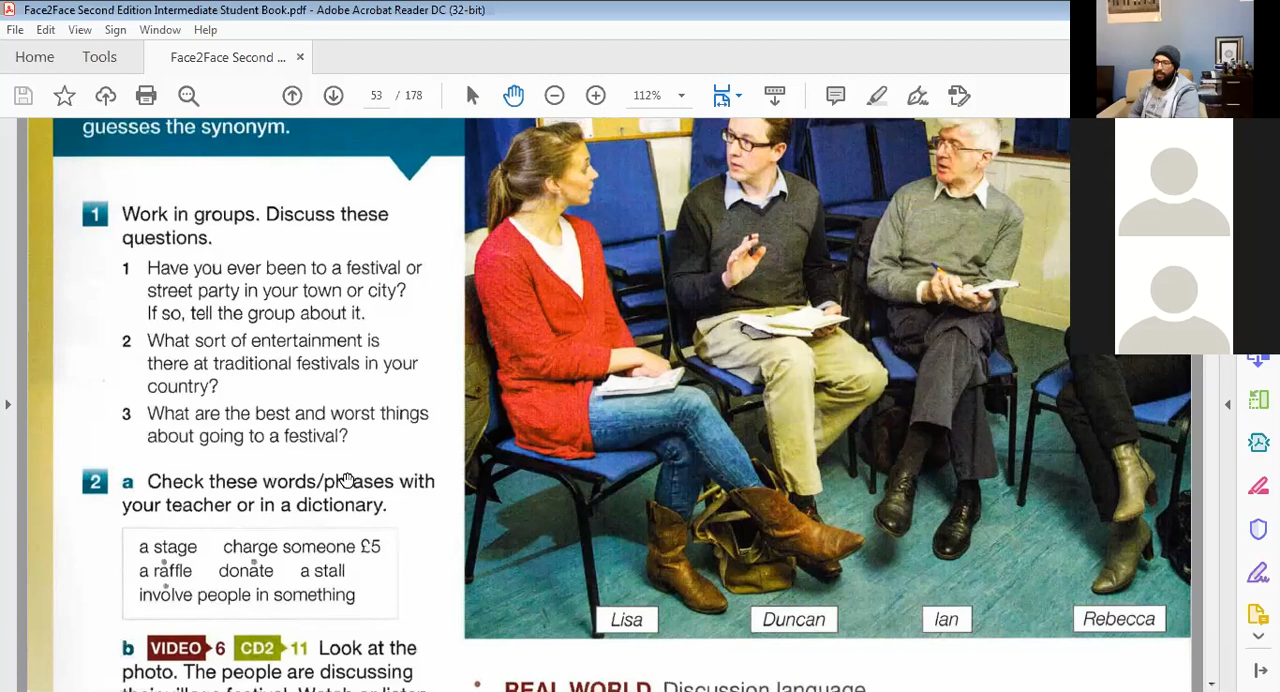 Face2Face Second Edition Intermediate Student Book.pdf - Adobe Acrobat Reader DC (32-bit)
File Edit View Sign Window Help
Home Tools Face2Face Second ... ×
53 / 178 112%
guesses the synonym.
1 Work in groups. Discuss these
questions.
1 Have you ever been to a festival or
street party in your town or city?
If so, tell the group about it.
2 What sort of entertainment is
there at traditional festivals in your
country?
3 What are the best and worst things
about going to a festival?
2 a Check these words/phrases with
your teacher or in a dictionary.
a stage charge someone £5
a raffle donate a stall
involve people in something
b VIDEO 6 CD2 11 Look at the
photo. The people are discussing
their village festival. Watch or listen
Lisa Duncan Ian Rebecca
REAL WORLD Discussion language